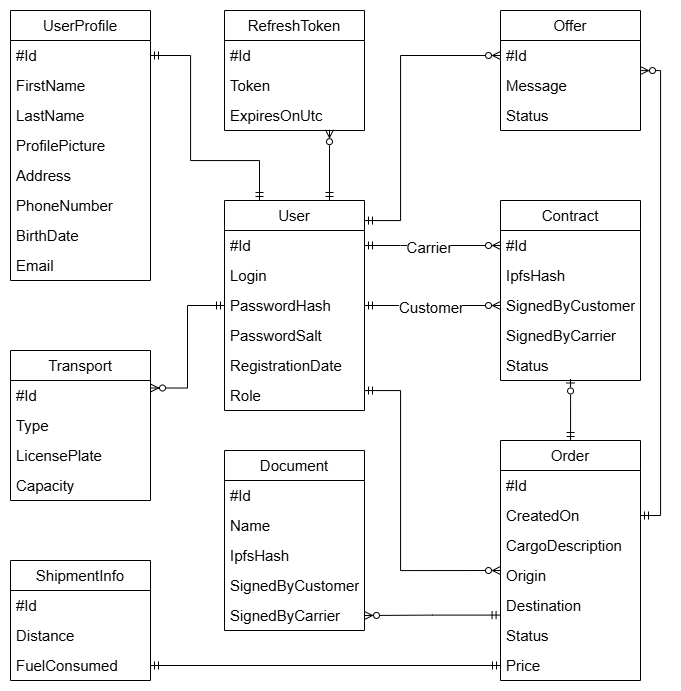 UserProfile
#Id
FirstName
LastName
ProfilePicture
Address
PhoneNumber
BirthDate
Email
RefreshToken
#Id
Token
ExpiresOnUtc
Offer
#Id
Message
Status
User
#Id
Login
PasswordHash
PasswordSalt
RegistrationDate
Role
Carrier
Customer
Contract
#Id
IpfsHash
SignedByCustomer
SignedByCarrier
Status
Transport
#Id
Type
LicensePlate
Capacity
Document
#Id
Name
IpfsHash
SignedByCustomer
SignedByCarrier
Order
#Id
CreatedOn
CargoDescription
Origin
Destination
Status
Price
ShipmentInfo
#Id
Distance
FuelConsumed